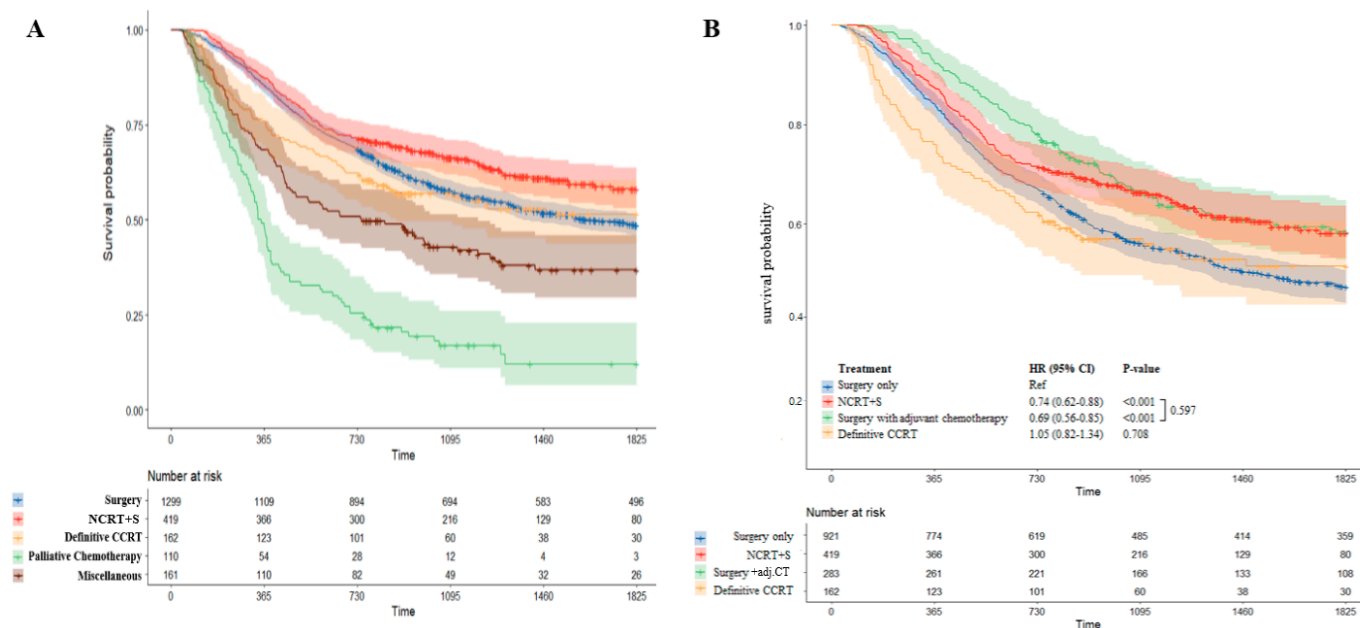 A
Survival probability
1.00
0.75
0.50
0.25
0.00
0 365 730 1095 1460 1825
Time
Number at risk
Surgery 1299 1109 894 694 583 496
NCRT+S 419 366 300 216 129 80
Definitive CCRT 162 123 101 60 38 30
Palliative Chemotherapy 110 54 28 12 4 3
Miscellaneous 161 110 82 49 32 26
0 365 730 1095 1460 1825
Time
B
survival probability
1.0
0.8
0.6
0.4
0.2
Treatment HR (95% CI) P-value
Surgery only Ref
NCRT+S 0.74 (0.62-0.88) <0.001
Surgery with adjuvant chemotherapy 0.69 (0.56-0.85) <0.001
0.597
Definitive CCRT 1.05 (0.82-1.34) 0.708
0 365 730 1095 1460 1825
Time
Number at risk
Surgery only 921 774 619 485 414 359
NCRT+S 419 366 300 216 129 80
Surgery +adj.CT 283 261 221 166 133 108
Definitive CCRT 162 123 101 60 38 30
0 365 730 1095 1460 1825
Time